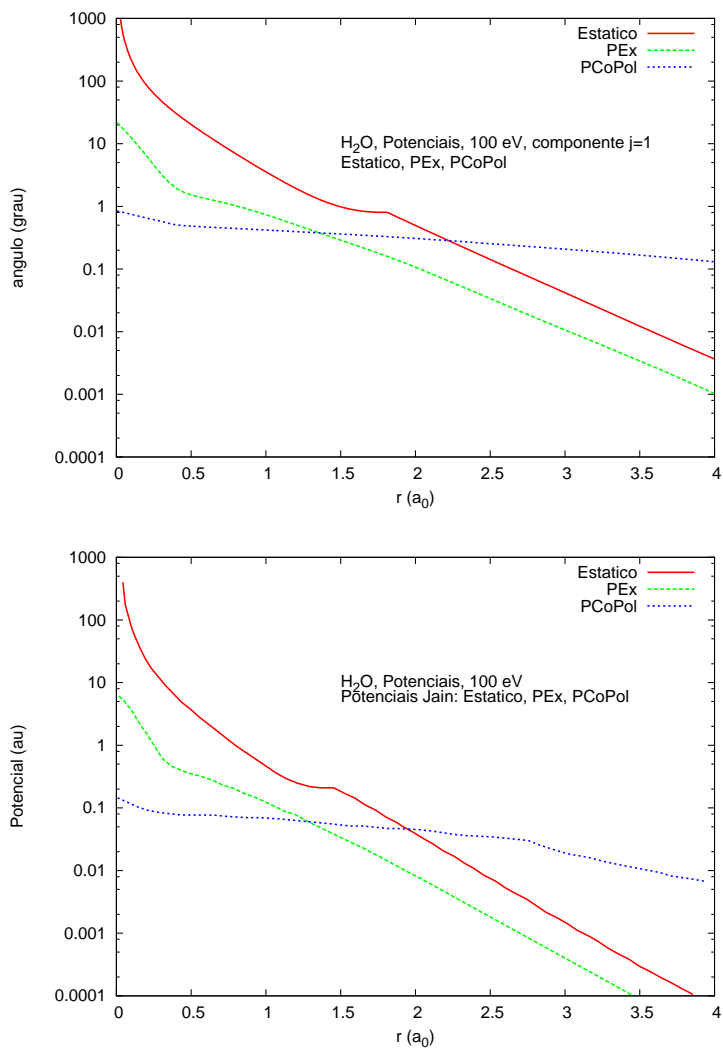 1000
100
10
1
0.1
0.01
0.001
0.0001
angulo (grau)
Estatico
PEx
PCoPol
H2O, Potenciais, 100 eV, componente j=1
Estatico, PEx, PCoPol
0 0.5 1 1.5 2 2.5 3 3.5 4
r (a0)
1000
100
10
1
0.1
0.01
0.001
0.0001
Potencial (au)
Estatico
PEx
PCoPol
H2O, Potenciais, 100 eV
Potenciais Jain: Estatico, PEx, PCoPol
0 0.5 1 1.5 2 2.5 3 3.5 4
r (a0)